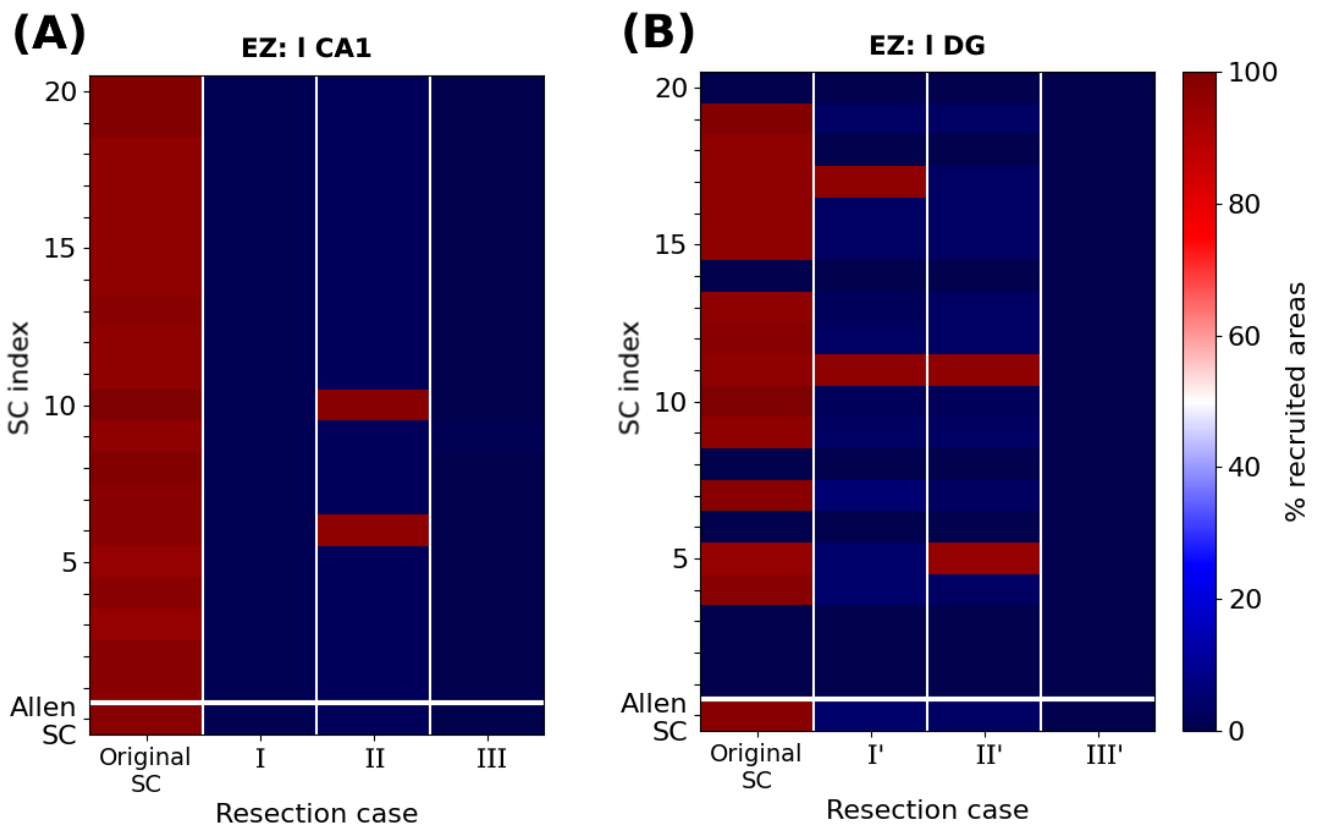 (A)
EZ: l CA1
20
15
10
5
Allen
SC
SC index
Original
SC
I
II
III
Resection case
(B)
EZ: l DG
20
15
10
5
Allen
SC
SC index
Original
SC
I'
II'
III'
Resection case
100
80
60
40
20
0
% recruited areas